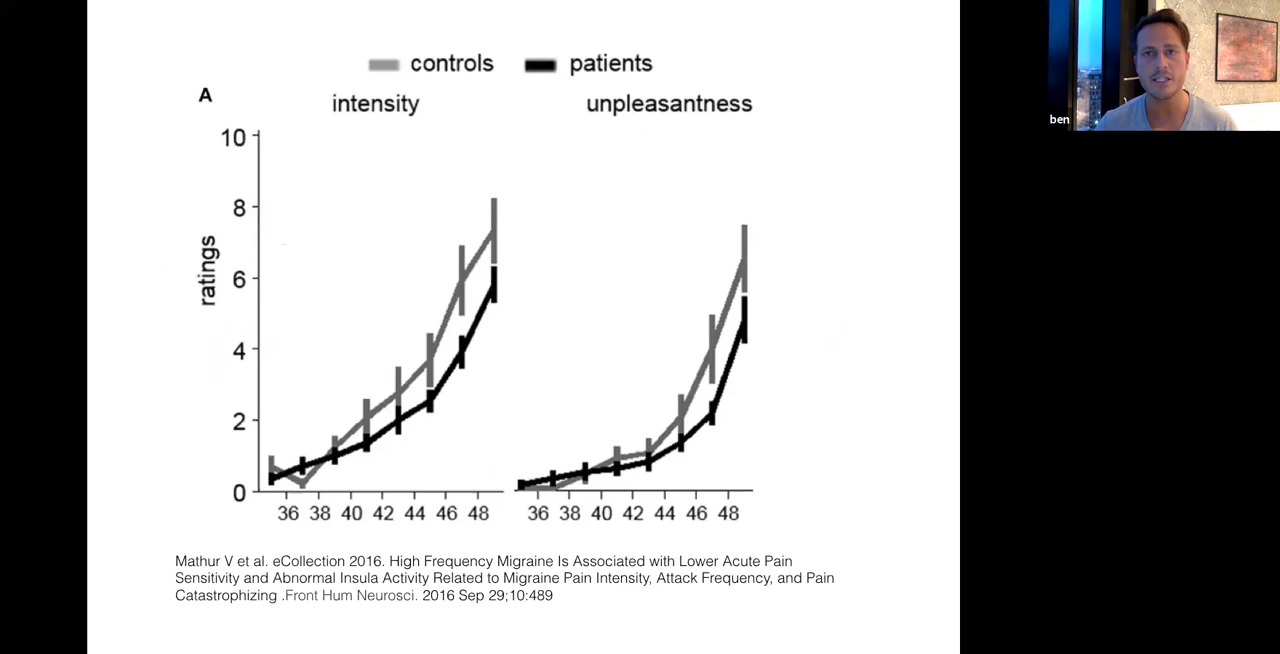 controls patients
A intensity unpleasantness
ben
10
8
6
4
2
0
ratings
36 38 40 42 44 46 48 36 38 40 42 44 46 48
Mathur V et al. eCollection 2016. High Frequency Migraine Is Associated with Lower Acute Pain
Sensitivity and Abnormal Insula Activity Related to Migraine Pain Intensity, Attack Frequency, and Pain
Catastrophizing .Front Hum Neurosci. 2016 Sep 29;10:489